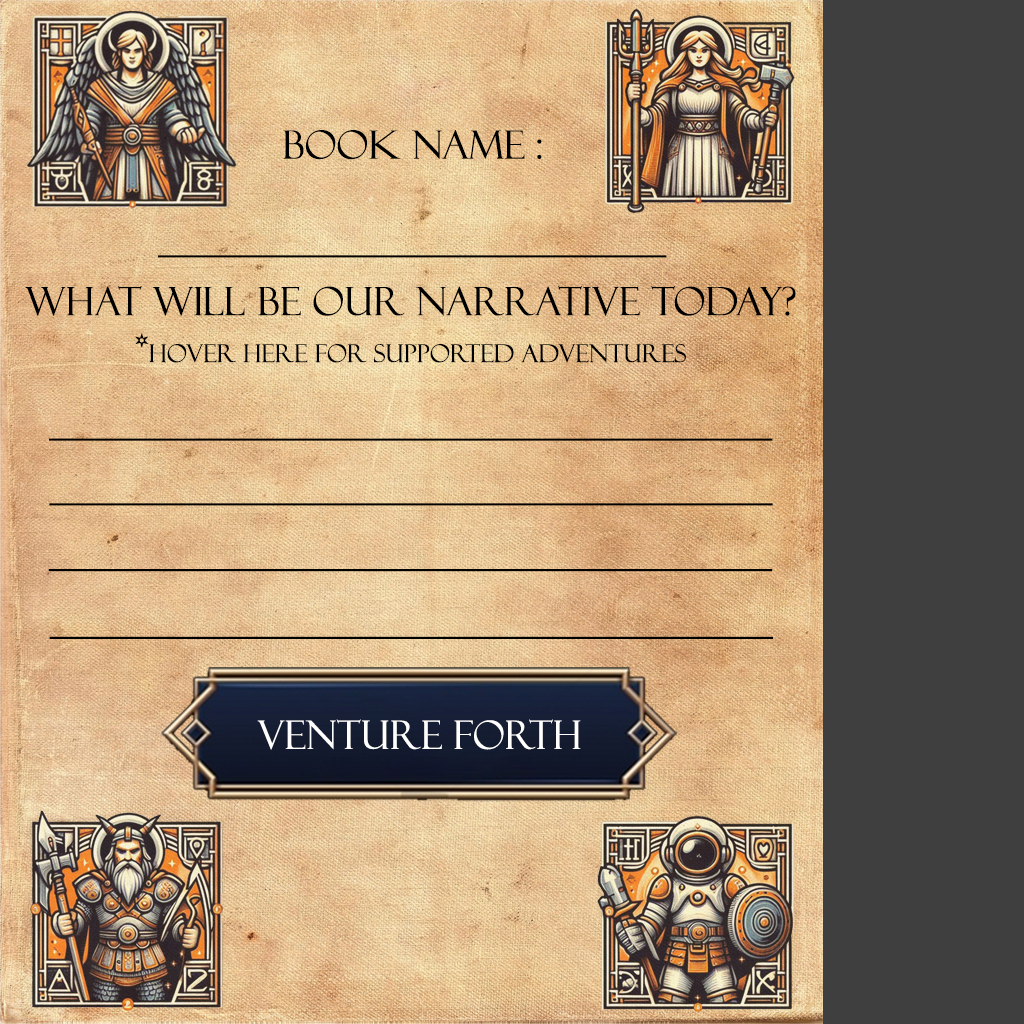 BOOK NAME :
WHAT WILL BE OUR NARRATIVE TODAY?
*HOVER HERE FOR SUPPORTED ADVENTURES
VENTURE FORTH